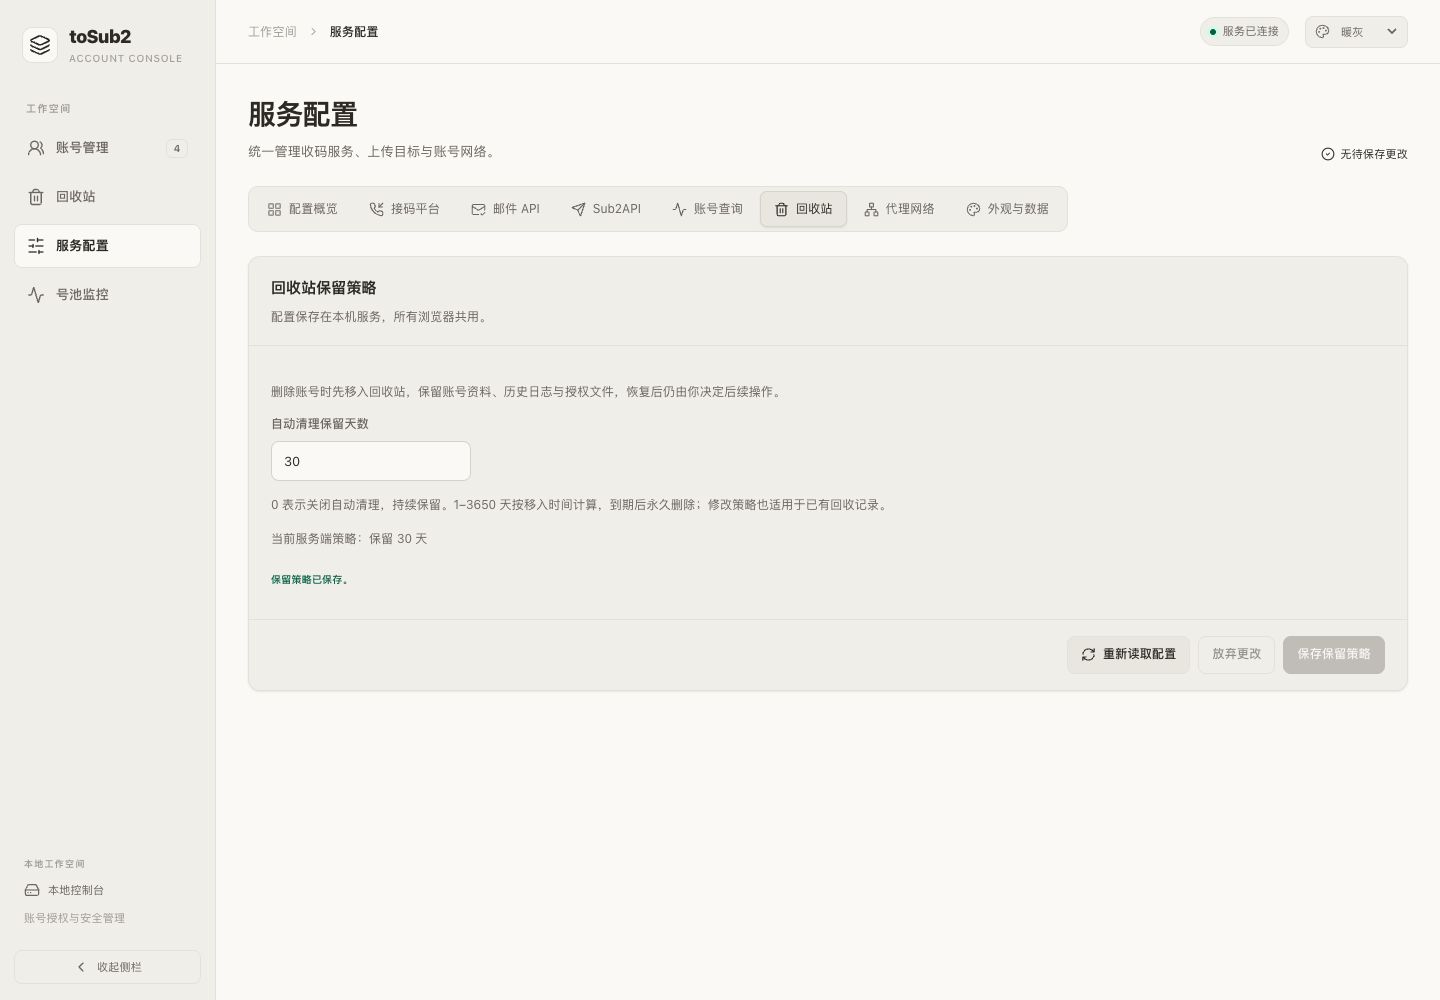 toSub2
ACCOUNT CONSOLE
工作空间
账号管理
4
回收站
服务配置
号池监控
本地工作空间
本地控制台
账号授权与安全管理
收起侧栏
工作空间
服务配置
服务已连接
暖灰
服务配置
统一管理收码服务、上传目标与账号网络。
无待保存更改
配置概览
接码平台
邮件 API
Sub2API
账号查询
回收站
代理网络
外观与数据
回收站保留策略
配置保存在本机服务，所有浏览器共用。
删除账号时先移入回收站，保留账号资料、历史日志与授权文件，恢复后仍由你决定后续操作。
自动清理保留天数
30
0 表示关闭自动清理，持续保留。1–3650 天按移入时间计算，到期后永久删除；修改策略也适用于已有回收记录。
当前服务端策略：保留 30 天
保留策略已保存。
重新读取配置
放弃更改
保存保留策略